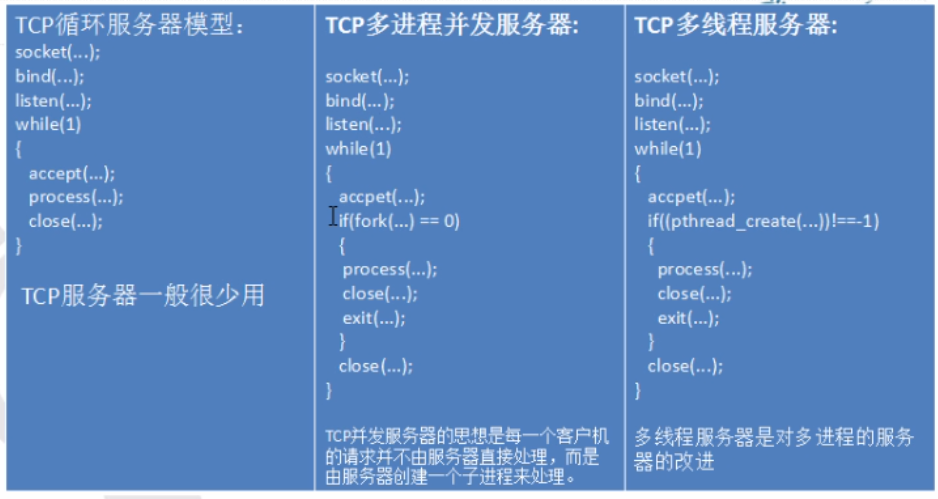 TCP循环服务器模型:
socket(...);
bind(...);
listen(...);
while(1)
{
accept(...);
process(...);
close(...);
}
TCP服务器一般很少用
TCP多进程并发服务器:
socket(...);
bind(...);
listen(...);
while(1)
{
accpet(...);
if(fork(...) == 0)
{
process(...);
close(...);
exit(...);
}
close(...);
}
TCP并发服务器的思想是每一个客户机
的请求并不由服务器直接处理，而是
由服务器创建一个子进程来处理。
TCP多线程服务器:
socket(...);
bind(...);
listen(...);
while(1)
{
accpet(...);
if((pthread_create(...))!==-1)
{
process(...);
close(...);
exit(...);
}
close(...);
}
多线程服务器是对多进程的服务
器的改进